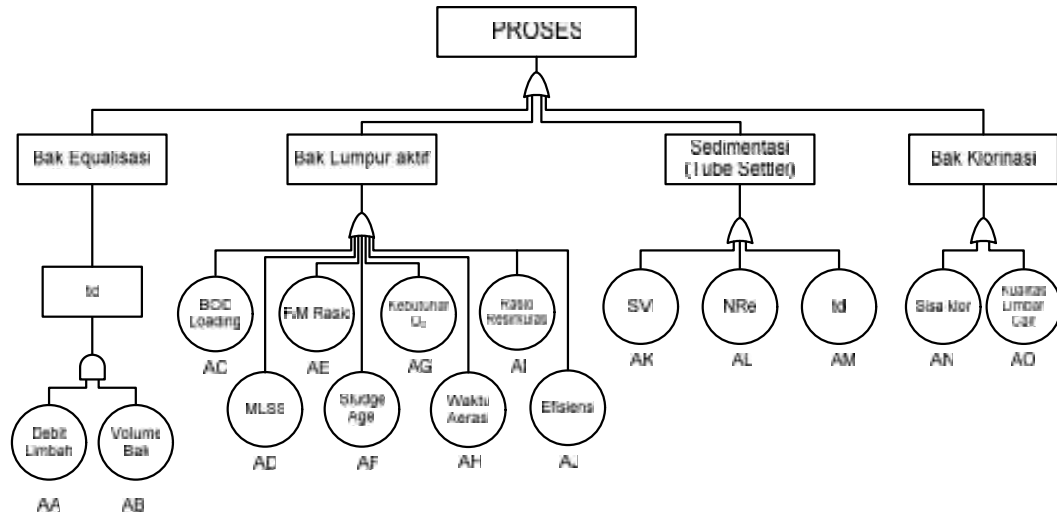 PROSES
Bak Equalisasi
Bak Lumpur aktif
Sedimentasi
(Tube Settler)
Bak Klorinasi
td
BOD
Loading
AC
F/M Rasio
AE
Kebutuhan
O₂
AG
Rasio
Resirkulas
AI
SVI
AK
NRe
AL
td
AM
Sisa klor
AN
Kualitas
Limbah
Cair
AO
MLSS
AD
Sludge
Age
AF
Waktu
Aerasi
AH
Efisiensi
AJ
Debit
Limbah
AA
Volume
Bak
AB